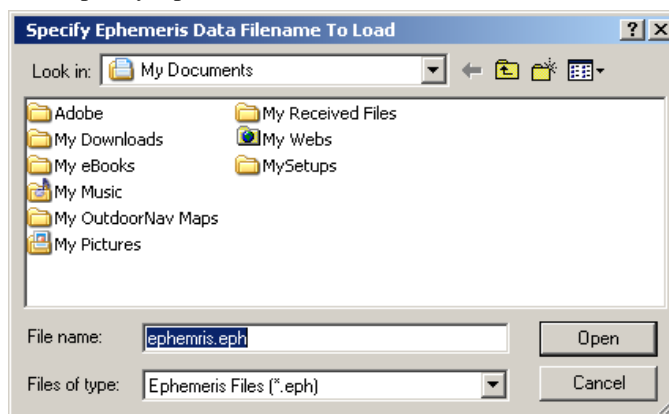 Specify Ephemeris Data Filename To Load
Look in: My Documents
Adobe
My Downloads
My eBooks
My Music
My OutdoorNav Maps
My Pictures
My Received Files
My Webs
MySetups
File name: ephemris.eph Open
Files of type: Ephemeris Files (*.eph) Cancel